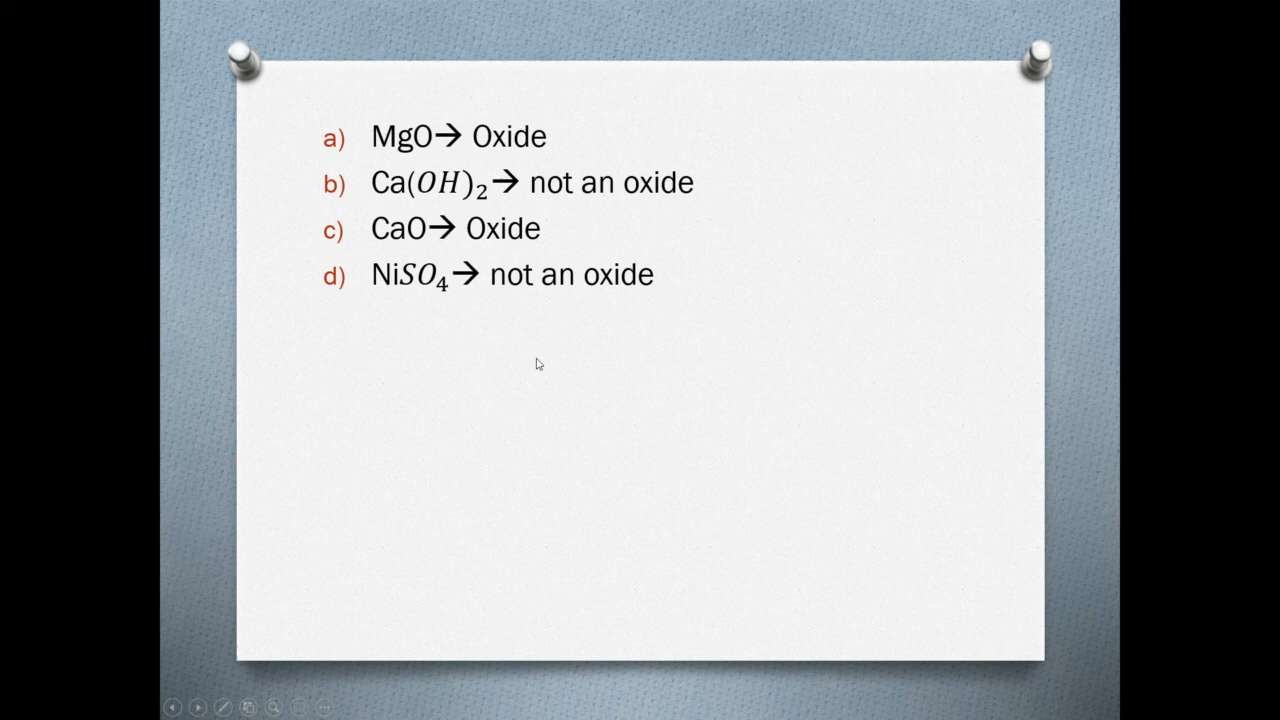 a) MgO→ Oxide
b) Ca(OH)₂→ not an oxide
c) CaO→ Oxide
d) NiSO₄→ not an oxide